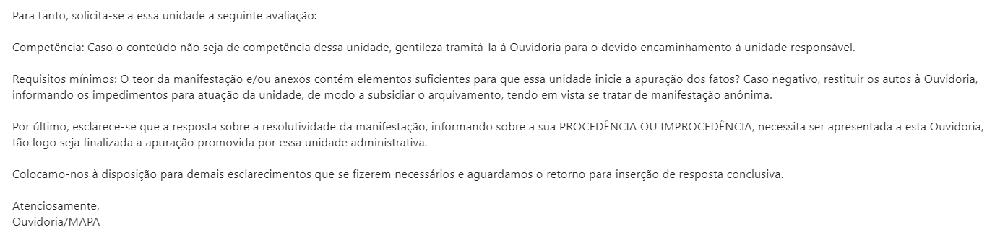 Para tanto, solicita-se a essa unidade a seguinte avaliação:
Competência: Caso o conteúdo não seja de competência dessa unidade, gentileza tramitá-la à Ouvidoria para o devido encaminhamento à unidade responsável.
Requisitos mínimos: O teor da manifestação e/ou anexos contém elementos suficientes para que essa unidade inicie a apuração dos fatos? Caso negativo, restituir os autos à Ouvidoria,
informando os impedimentos para atuação da unidade, de modo a subsidiar o arquivamento, tendo em vista se tratar de manifestação anônima.
Por último, esclarece-se que a resposta sobre a resolutividade da manifestação, informando sobre a sua PROCEDÊNCIA OU IMPROCEDÊNCIA, necessita ser apresentada a esta Ouvidoria,
tão logo seja finalizada a apuração promovida por essa unidade administrativa.
Colocamo-nos à disposição para demais esclarecimentos que se fizerem necessários e aguardamos o retorno para inserção de resposta conclusiva.
Atenciosamente,
Ouvidoria/MAPA